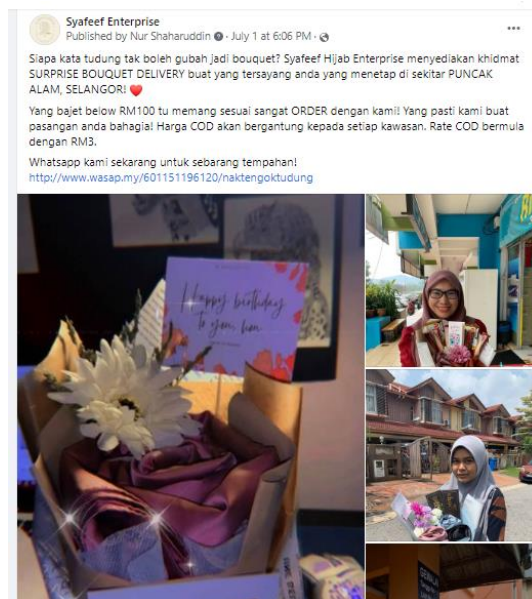 Syafeef Enterprise
Published by Nur Shaharuddin · July 1 at 6:06 PM ·
Siapa kata tudung tak boleh gubah jadi bouquet? Syafeef Hijab Enterprise menyediakan khidmat
SURPRISE BOUQUET DELIVERY buat yang tersayang anda yang menetap di sekitar PUNCAK
ALAM, SELANGOR! ❤️
Yang bajet below RM100 tu memang sesuai sangat ORDER dengan kami! Yang pasti kami buat
pasangan anda bahagia! Harga COD akan bergantung kepada setiap kawasan. Rate COD bermula
dengan RM3.
Whatsapp kami sekarang untuk sebarang tempahan!
http://www.wasap.my/601151196120/naktengoktudung
Happy birthday
to you, hon